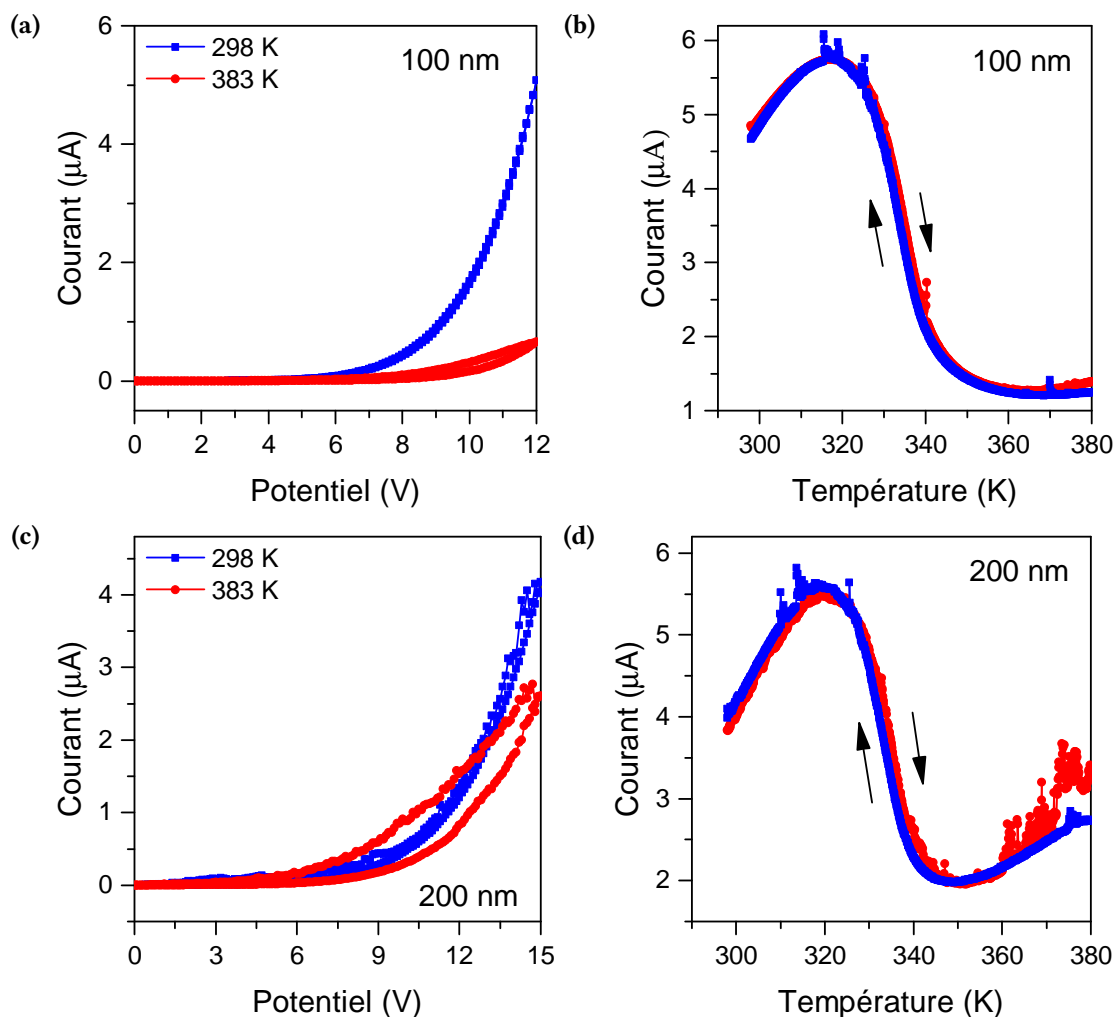 (a)
6
4
2
0
Courant (μA)
298 K
383 K
100 nm
0 2 4 6 8 10 12
Potentiel (V)
(b)
6
5
4
3
2
1
Courant (μA)
100 nm
300 320 340 360 380
Température (K)
(c)
4
3
2
1
0
Courant (μA)
298 K
383 K
200 nm
0 3 6 9 12 15
Potentiel (V)
(d)
6
5
4
3
2
Courant (μA)
200 nm
300 320 340 360 380
Température (K)